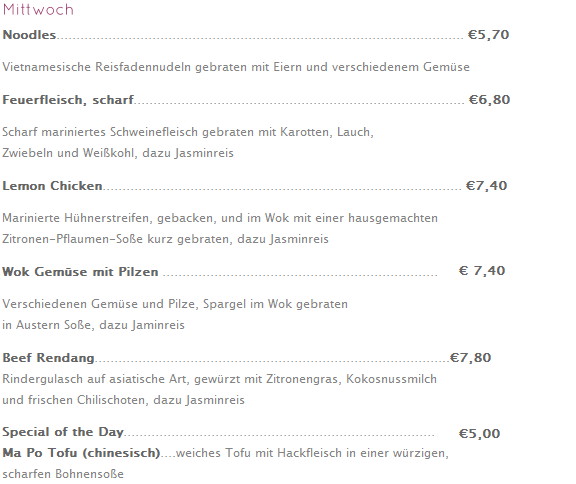 Mittwoch
Noodles.................................................................................................... €5,70
Vietnamesische Reisfadennudeln gebraten mit Eiern und verschiedenem Gemüse
Feuerfleisch, scharf.................................................................................. €6,80
Scharf mariniertes Schweinefleisch gebraten mit Karotten, Lauch,
Zwiebeln und Weißkohl, dazu Jasminreis
Lemon Chicken......................................................................................... €7,40
Marinierte Hühnerstreifen, gebacken, und im Wok mit einer hausgemachten
Zitronen-Pflaumen-Soße kurz gebraten, dazu Jasminreis
Wok Gemüse mit Pilzen .................................................................... € 7,40
Verschiedenen Gemüse und Pilze, Spargel im Wok gebraten
in Austern Soße, dazu Jaminreis
Beef Rendang........................................................................................€7,80
Rindergulasch auf asiatische Art, gewürzt mit Zitronengras, Kokosnussmilch
und frischen Chilischoten, dazu Jasminreis
Special of the Day............................................................................. €5,00
Ma Po Tofu (chinesisch)....weiches Tofu mit Hackfleisch in einer würzigen,
scharfen Bohnensoße